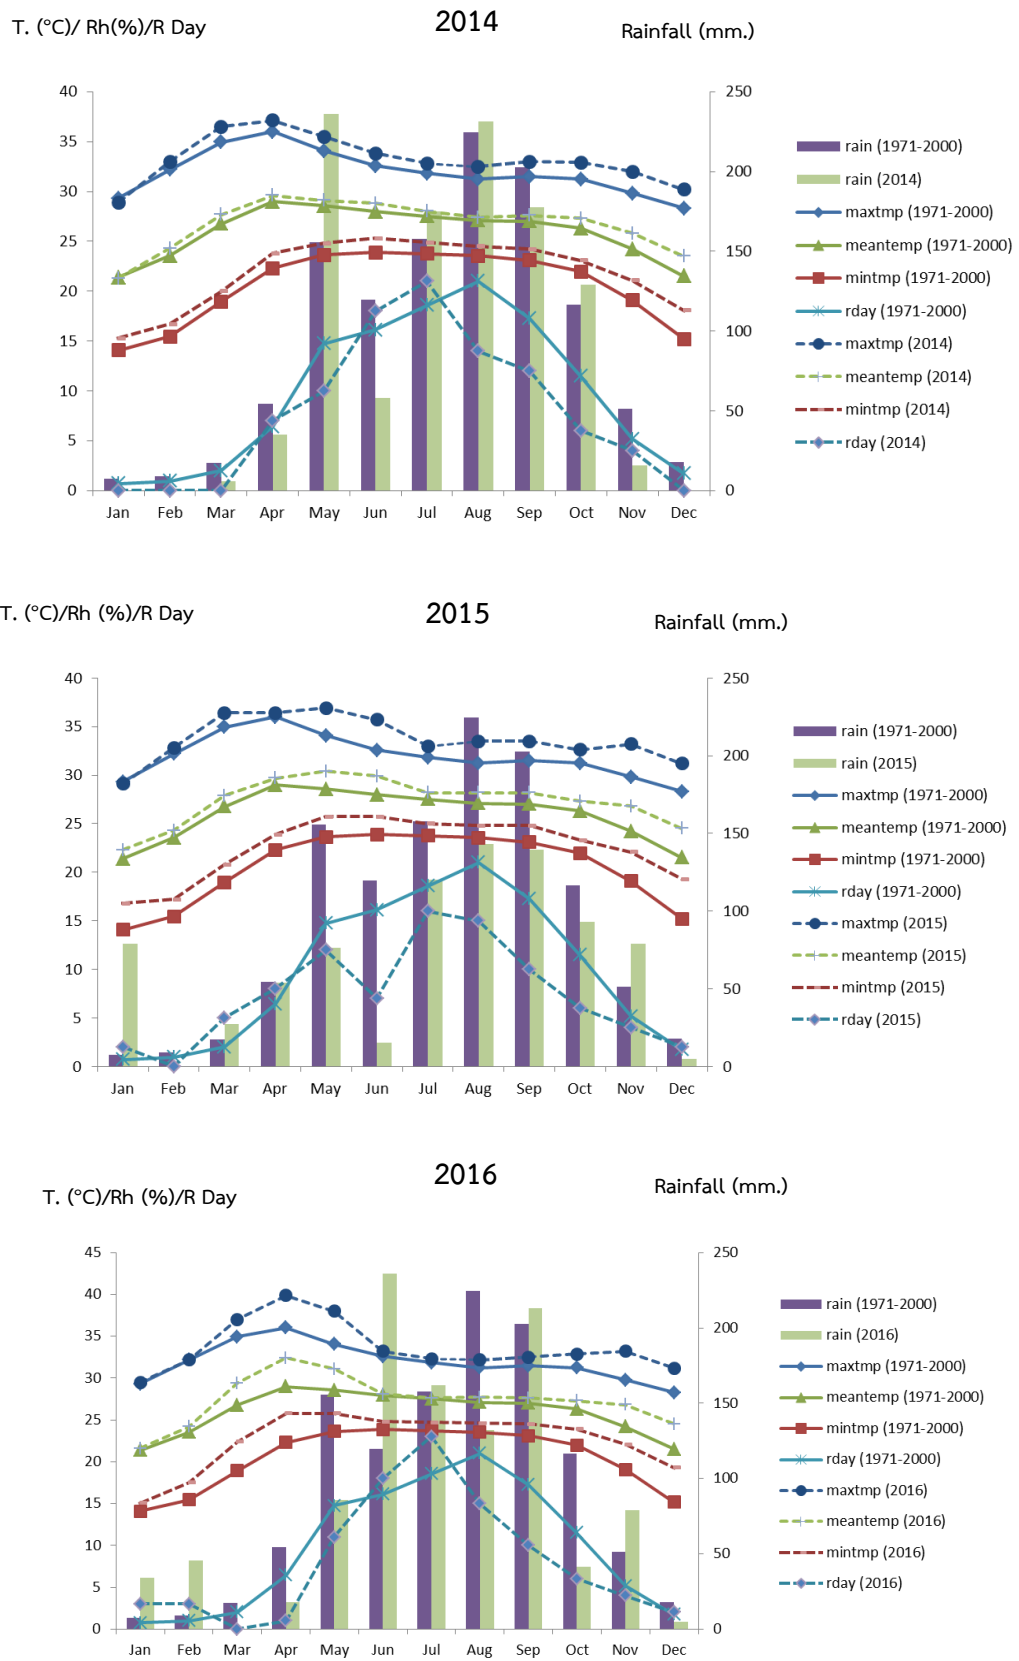 T. (°C)/ Rh(%)/R Day
2014
Rainfall (mm.)
40
35
30
25
20
15
10
5
0
250
200
150
100
50
0
Jan Feb Mar Apr May Jun Jul Aug Sep Oct Nov Dec
rain (1971-2000)
rain (2014)
maxtmp (1971-2000)
meantemp (1971-2000)
mintmp (1971-2000)
rday (1971-2000)
maxtmp (2014)
meantemp (2014)
mintmp (2014)
rday (2014)
T. (°C)/Rh (%)/R Day
2015
Rainfall (mm.)
40
35
30
25
20
15
10
5
0
250
200
150
100
50
0
Jan Feb Mar Apr May Jun Jul Aug Sep Oct Nov Dec
rain (1971-2000)
rain (2015)
maxtmp (1971-2000)
meantemp (1971-2000)
mintmp (1971-2000)
rday (1971-2000)
maxtmp (2015)
meantemp (2015)
mintmp (2015)
rday (2015)
T. (°C)/Rh (%)/R Day
2016
Rainfall (mm.)
45
40
35
30
25
20
15
10
5
0
250
200
150
100
50
0
Jan Feb Mar Apr May Jun Jul Aug Sep Oct Nov Dec
rain (1971-2000)
rain (2016)
maxtmp (1971-2000)
meantemp (1971-2000)
mintmp (1971-2000)
rday (1971-2000)
maxtmp (2016)
meantemp (2016)
mintmp (2016)
rday (2016)